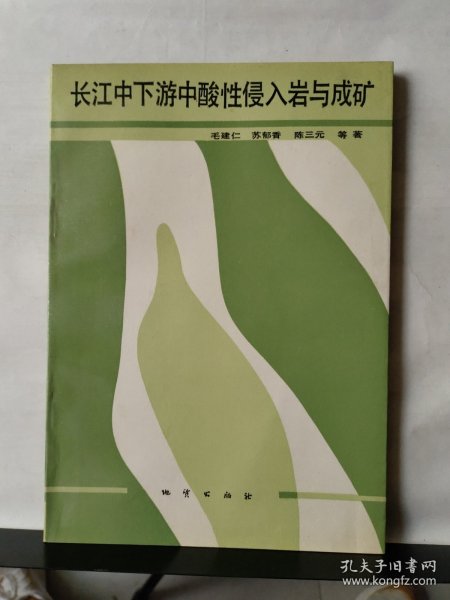 长江中下游中酸性侵入岩与成矿
毛建仁 苏郁香 陈三元 等著
地质出版社
孔夫子旧书网
www.kongfz.com